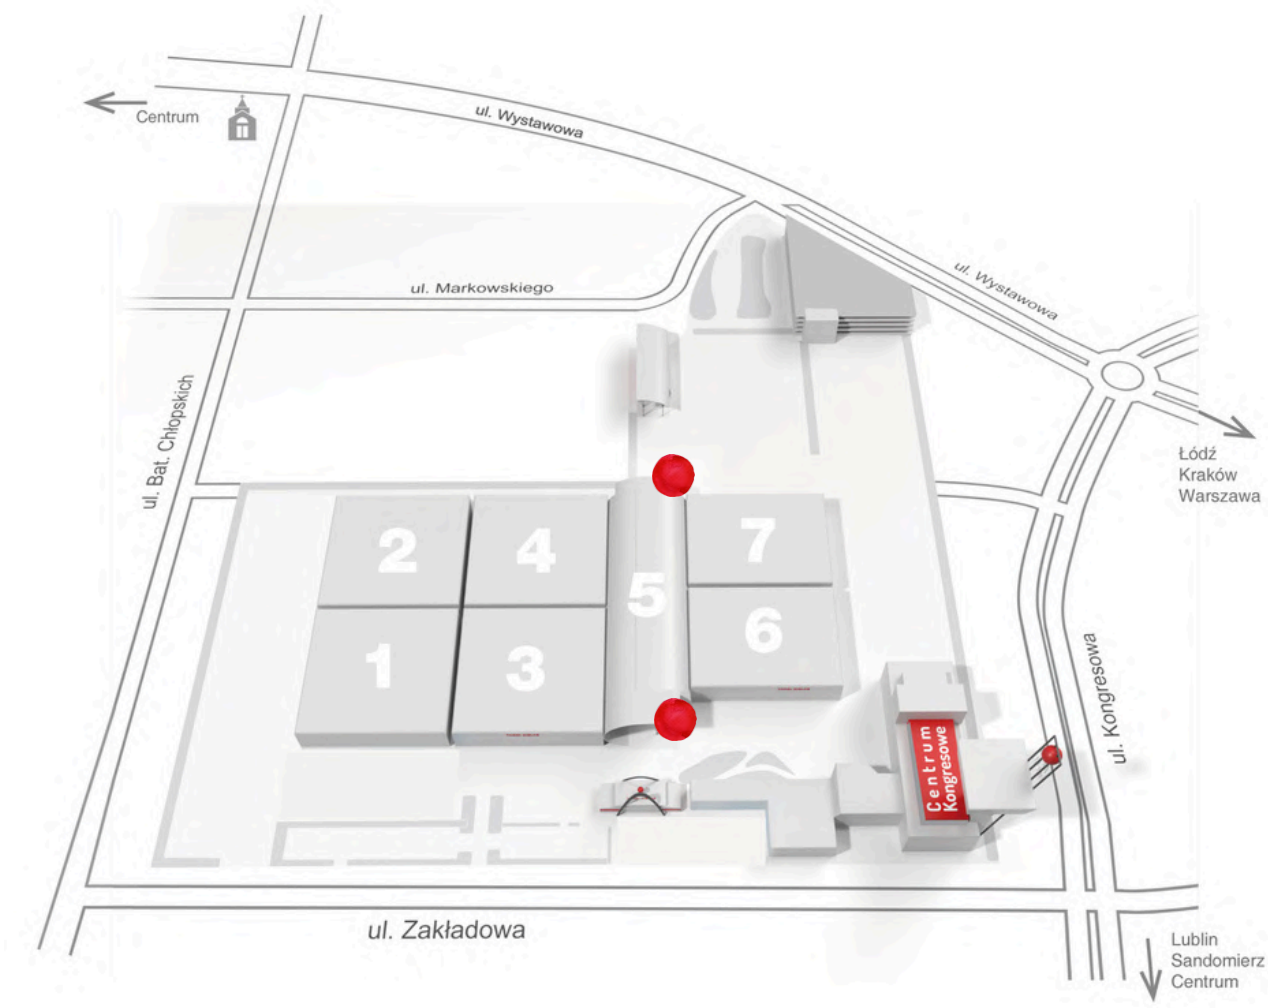 ul. Wystawowa
Centrum
ul. Wystawowa
ul. Markowskiego
ul. Bat. Chłopskich
Łódź
Kraków
Warszawa
2
4
7
5
6
1
3
ul. Kongresowa
Centrum
Kongresowe
ul. Zakładowa
Lublin
Sandomierz
Centrum